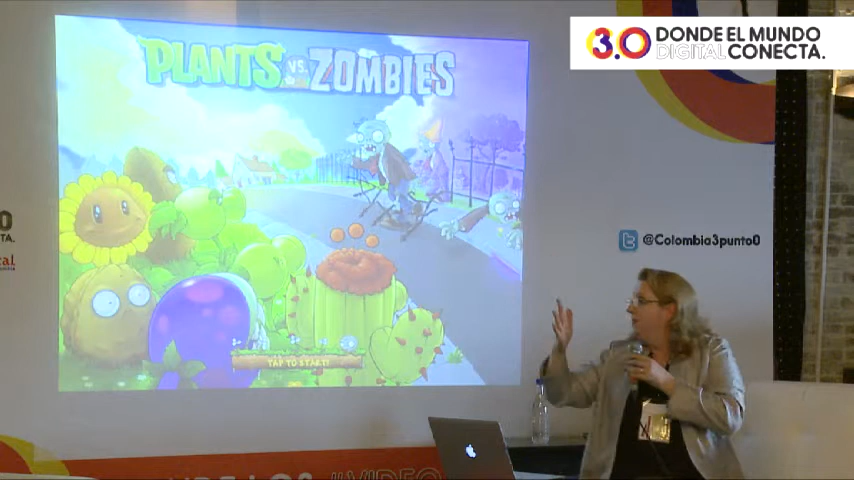 3.0 DONDE EL MUNDO
DIGITAL CONECTA.
PLANTS VS. ZOMBIES
@Colombia3punto0
TAP TO START!